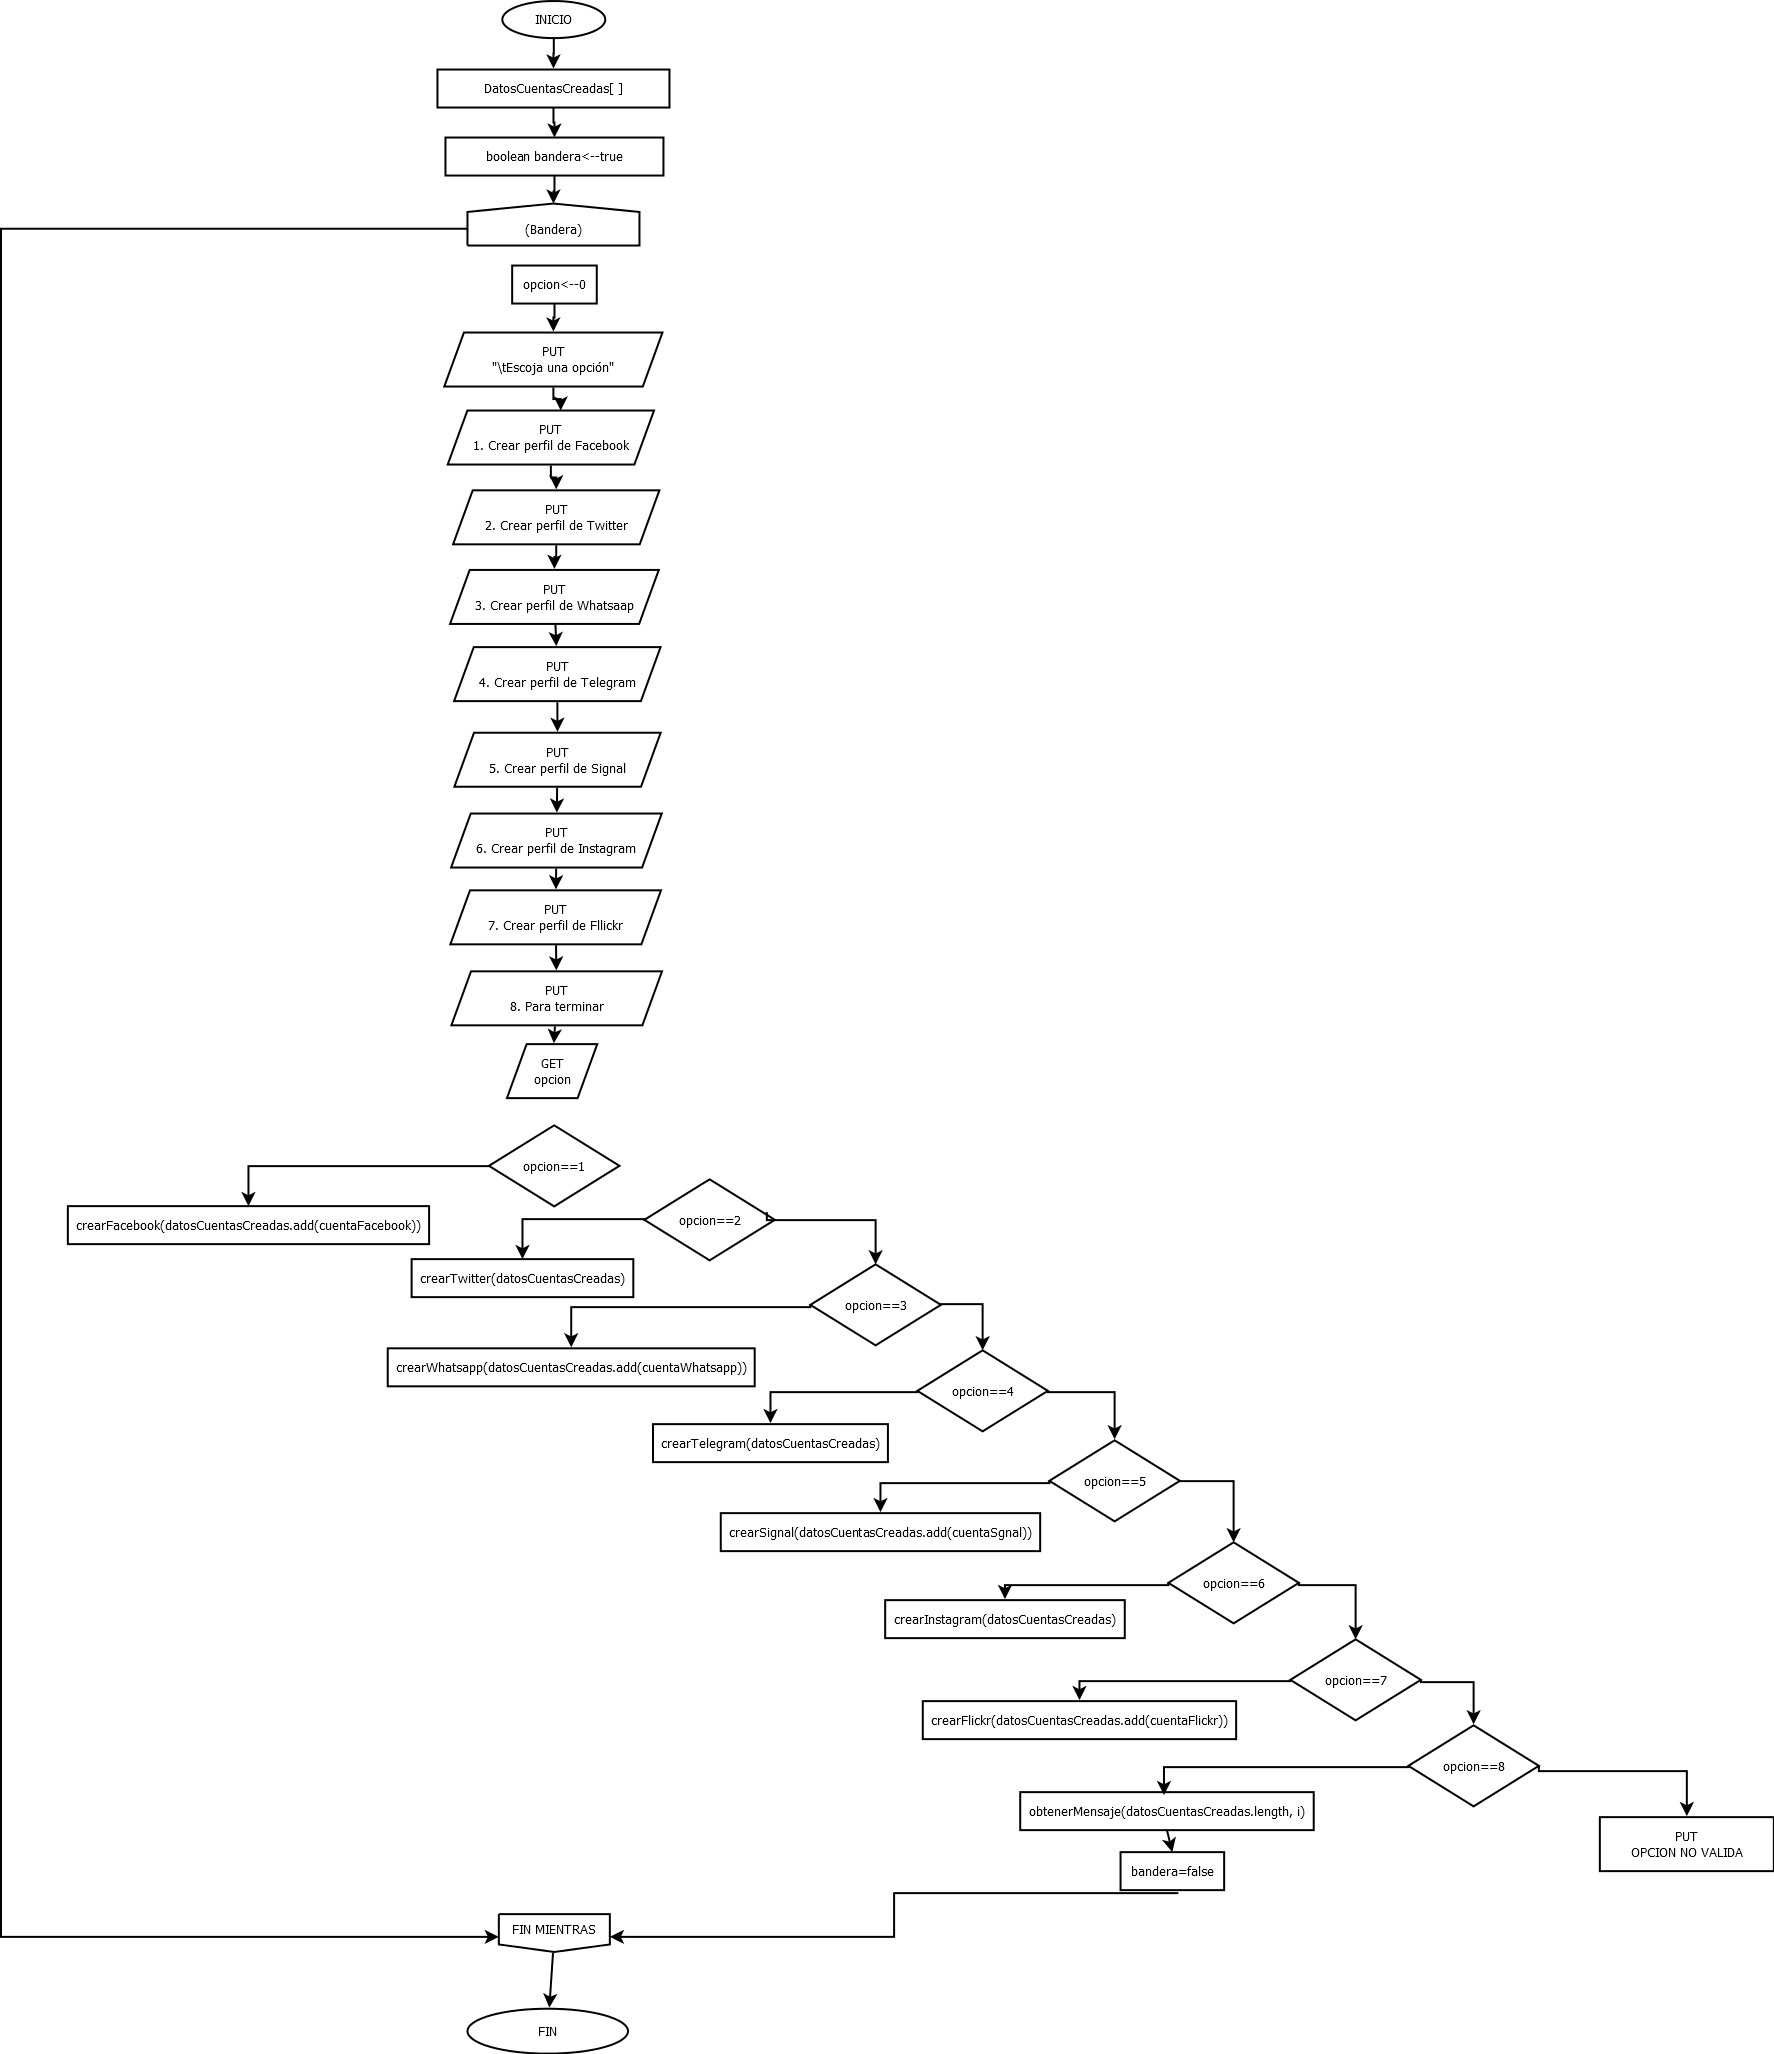 INICIO
DatosCuentasCreadas[ ]
boolean bandera<--true
(Bandera)
opcion<--0
PUT
"\tEscoja una opción"
PUT
1. Crear perfil de Facebook
PUT
2. Crear perfil de Twitter
PUT
3. Crear perfil de Whatsaap
PUT
4. Crear perfil de Telegram
PUT
5. Crear perfil de Signal
PUT
6. Crear perfil de Instagram
PUT
7. Crear perfil de Fllickr
PUT
8. Para terminar
GET
opcion
opcion==1
crearFacebook(datosCuentasCreadas.add(cuentaFacebook))
opcion==2
crearTwitter(datosCuentasCreadas)
opcion==3
crearWhatsapp(datosCuentasCreadas.add(cuentaWhatsapp))
opcion==4
crearTelegram(datosCuentasCreadas)
opcion==5
crearSignal(datosCuentasCreadas.add(cuentaSgnal))
opcion==6
crearInstagram(datosCuentasCreadas)
opcion==7
crearFlickr(datosCuentasCreadas.add(cuentaFlickr))
opcion==8
obtenerMensaje(datosCuentasCreadas.length, i)
PUT
OPCION NO VALIDA
bandera=false
FIN MIENTRAS
FIN